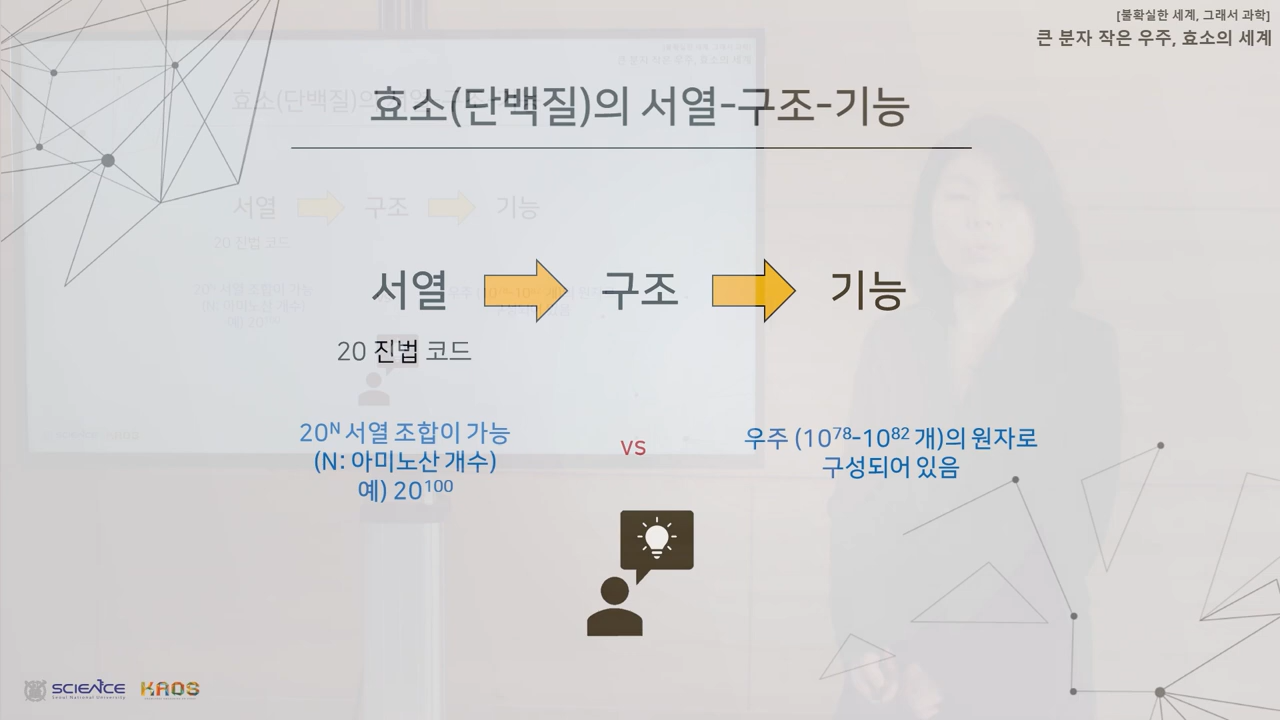 [불확실한 세계, 그래서 과학]
큰 분자 작은 우주, 효소의 세계
효소(단백질)의 서열-구조-기능
서열
구조
기능
20 진법 코드
20ᴺ 서열 조합이 가능
(N: 아미노산 개수)
예) 20¹⁰⁰
vs
우주 (10⁷⁸-10⁸² 개)의 원자로
구성되어 있음
SCIENCE
Seoul National University
KAOS